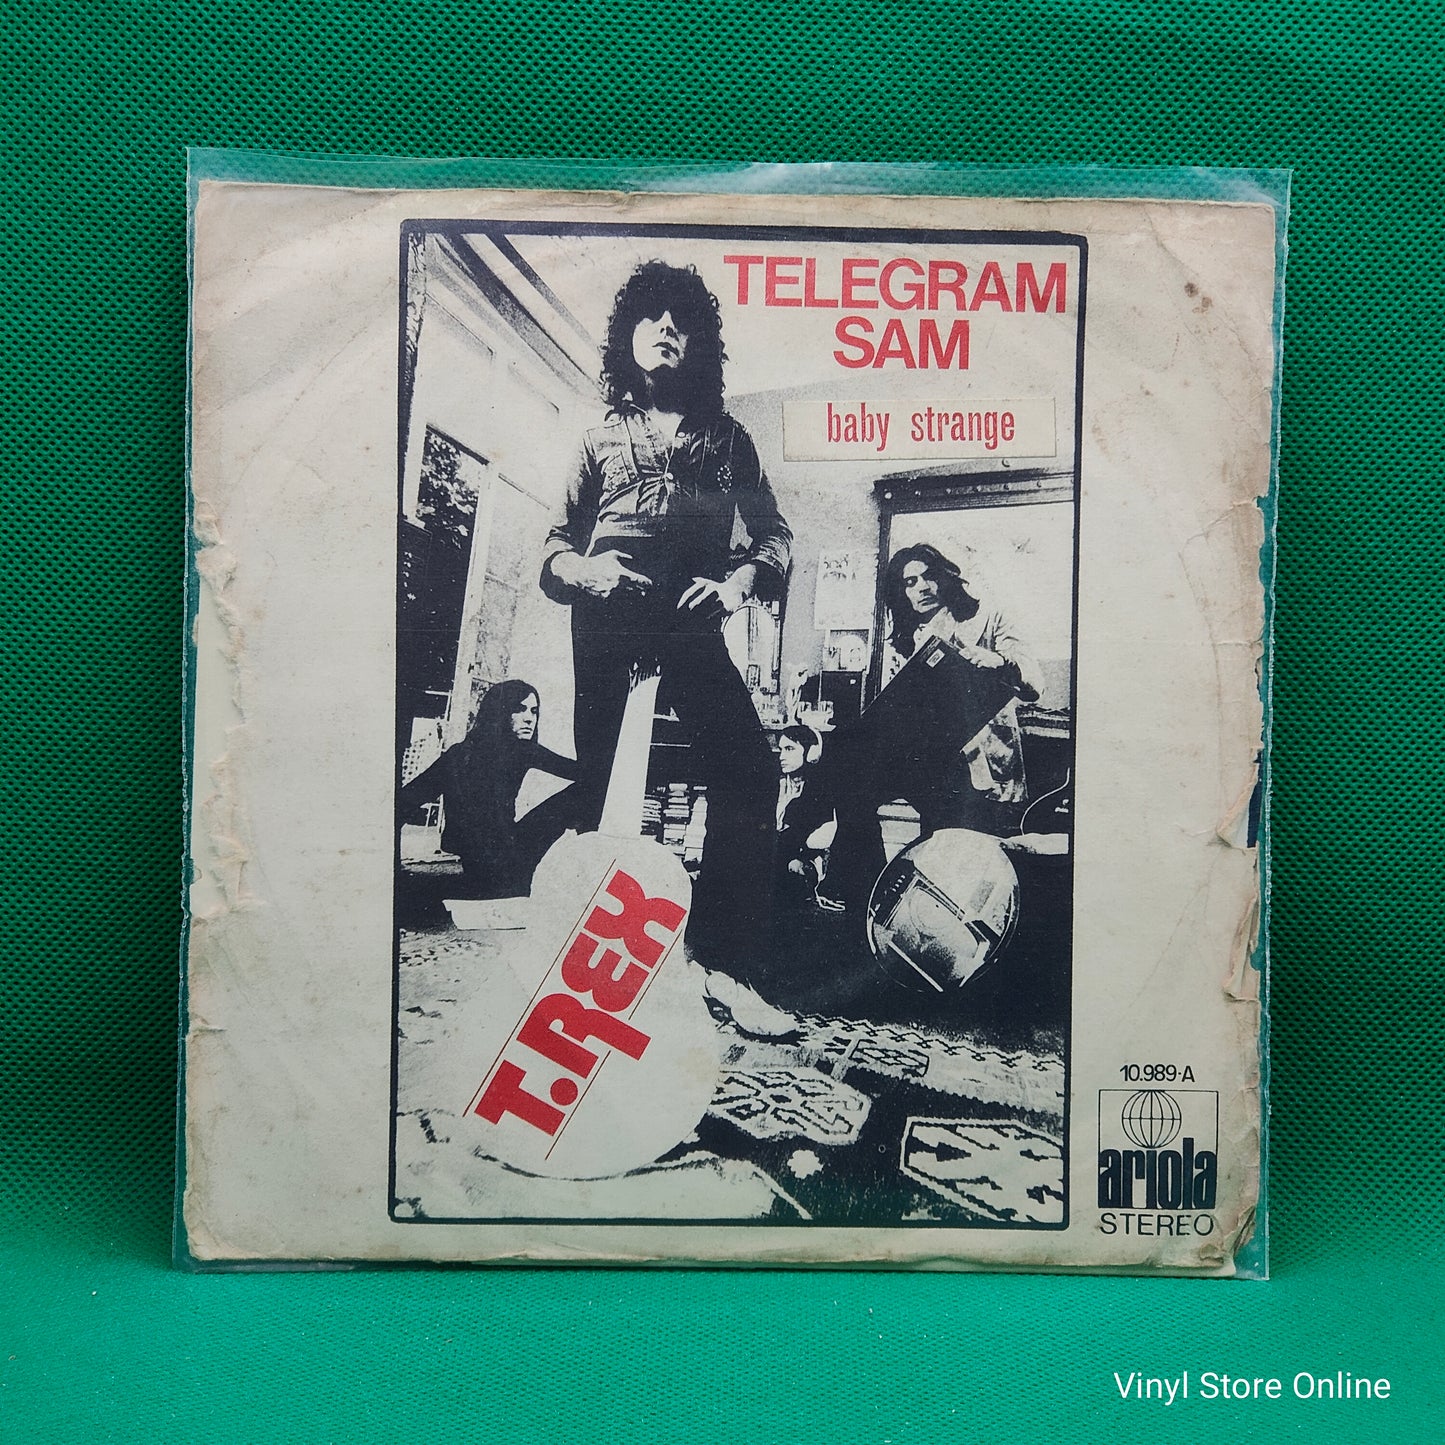 TELEGRAM
SAM
baby strange
T.REX
10.989-A
ariola
STEREO
Vinyl Store Online